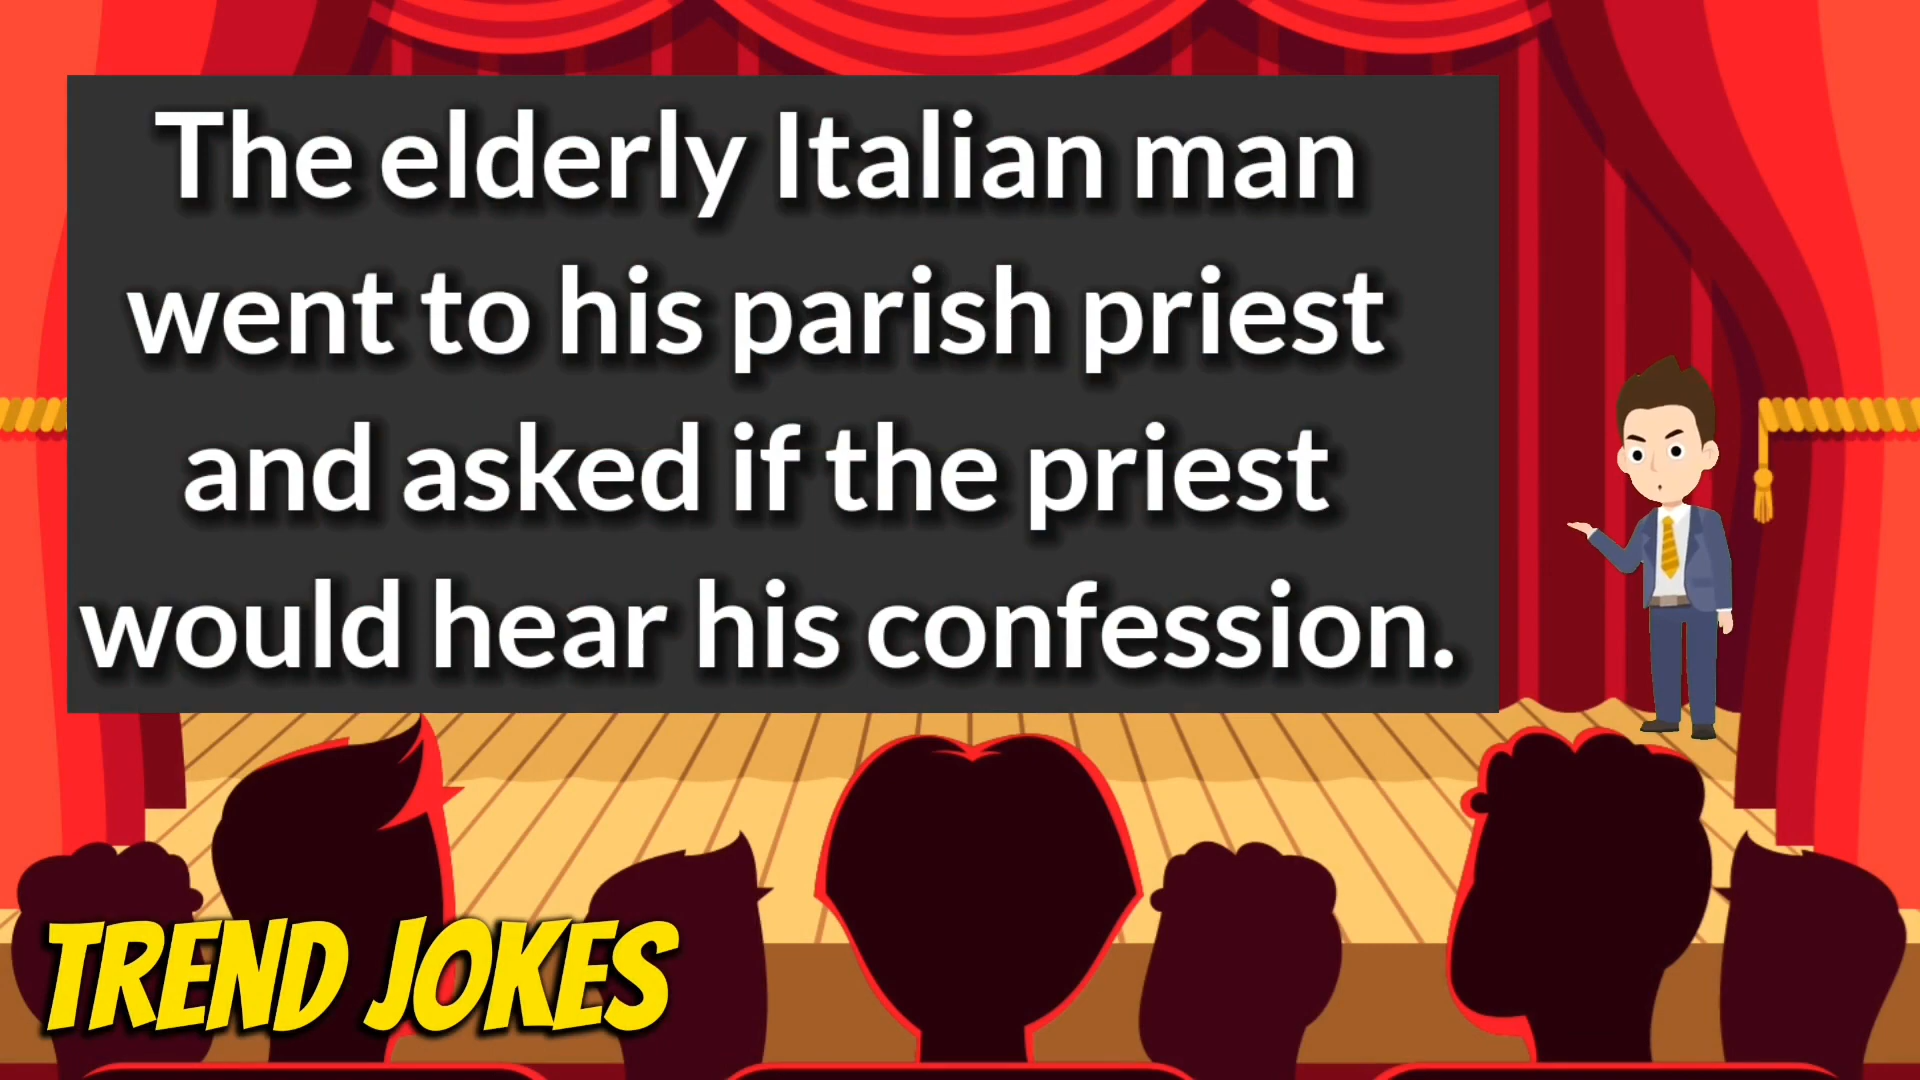 The elderly Italian man
went to his parish priest
and asked if the priest
would hear his confession.
TREND JOKES